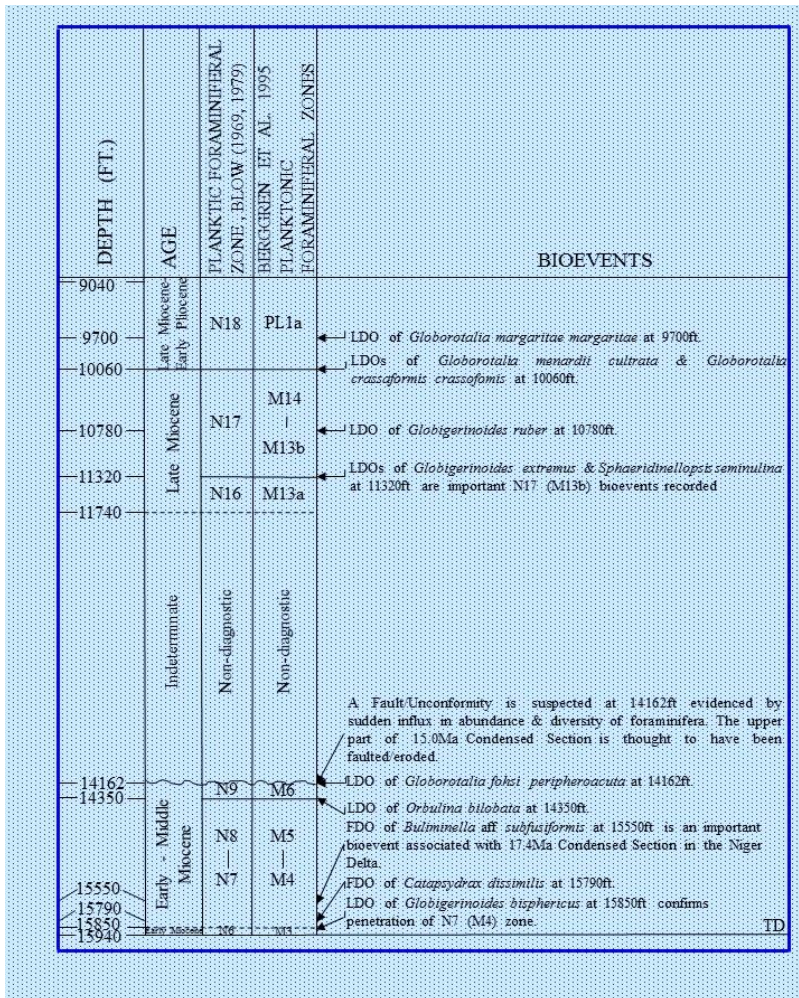 DEPTH (FT.)
AGE
PLANKTIC FORAMINIFERAL
ZONE , BLOW (1969, 1979)
BERGGREN ET AL. 1995
PLANKTONIC
FORAMINIFERAL ZONES
BIOEVENTS
9040
9700
10060
10780
11320
11740
14162
14350
15550
15790
15850
15940
Late Miocene-
Early Pliocene
Late Miocene
Indeterminate
Early - Middle
Miocene
Early Miocene
N18
N17
N16
Non-diagnostic
N9
N8
N7
N6
PL1a
M14
M13b
M13a
Non-diagnostic
M6
M5
M4
M3
LDO of Globorotalia margaritae margaritae at 9700ft.
LDOs of Globorotalia menardii cultrata & Globorotalia
crassaformis crassofomis at 10060ft.
LDO of Globigerinoides ruber at 10780ft.
LDOs of Globigerinoides extremus & Sphaeridinellopsis seminulina
at 11320ft are important N17 (M13b) bioevents recorded
A Fault/Unconformity is suspected at 14162ft evidenced by
sudden influx in abundance & diversity of foraminifera. The upper
part of 15.0Ma Condensed Section is thought to have been
faulted/eroded.
LDO of Globorotalia fohsi peripheroacuta at 14162ft.
LDO of Orbulina bilobata at 14350ft.
FDO of Buliminella aff subfusiformis at 15550ft is an important
bioevent associated with 17.4Ma Condensed Section in the Niger
Delta.
FDO of Catapsydrax dissimilis at 15790ft.
LDO of Globigerinoides bisphericus at 15850ft confirms
penetration of N7 (M4) zone.
TD